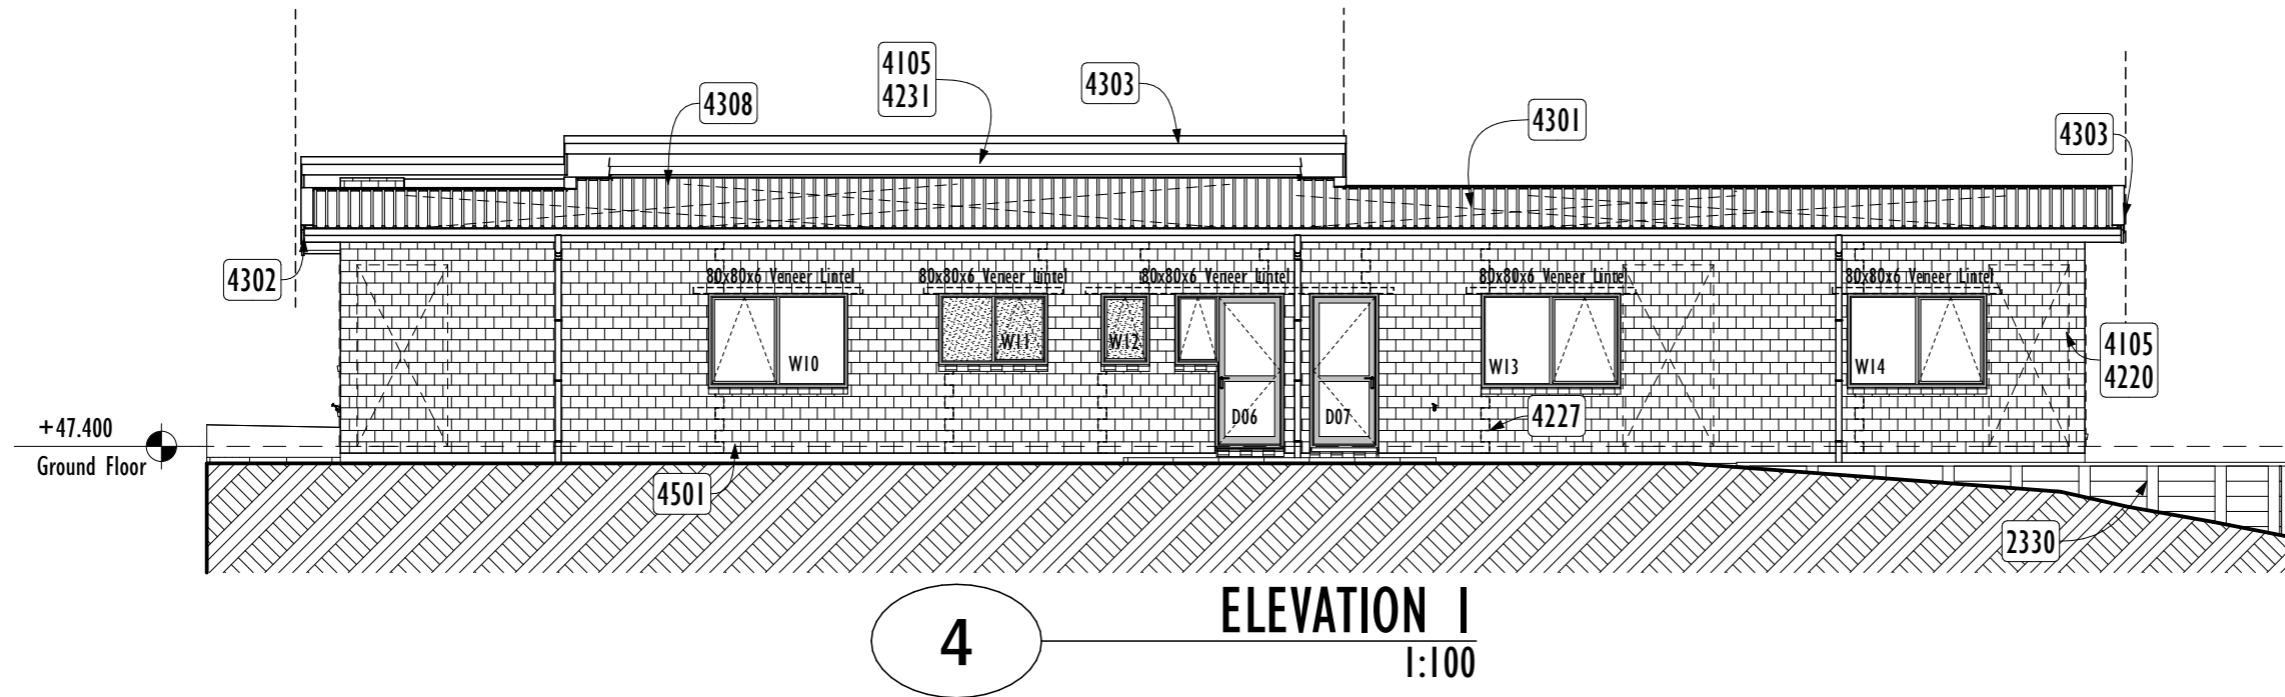 4105
4231
4303
4308
4301
4303
4302
80x80x6 Veneer Lintel
80x80x6 Veneer Lintel
80x80x6 Veneer Lintel
80x80x6 Veneer Lintel
80x80x6 Veneer Lintel
W10
W11
W12
W13
W14
4105
4220
D06
D07
4227
+47.400
Ground Floor
4501
2330
4
ELEVATION 1
1:100